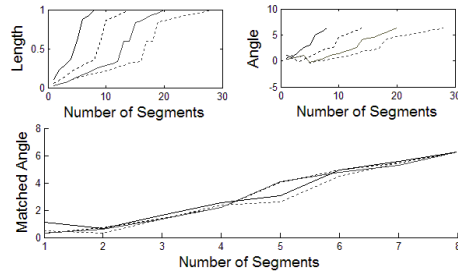 1
0.5
0
0 10 20 30
Length
Number of Segments
10
5
0
-5
0 10 20 30
Angle
Number of Segments
8
6
4
2
0
1 2 3 4 5 6 7 8
Matched Angle
Number of Segments